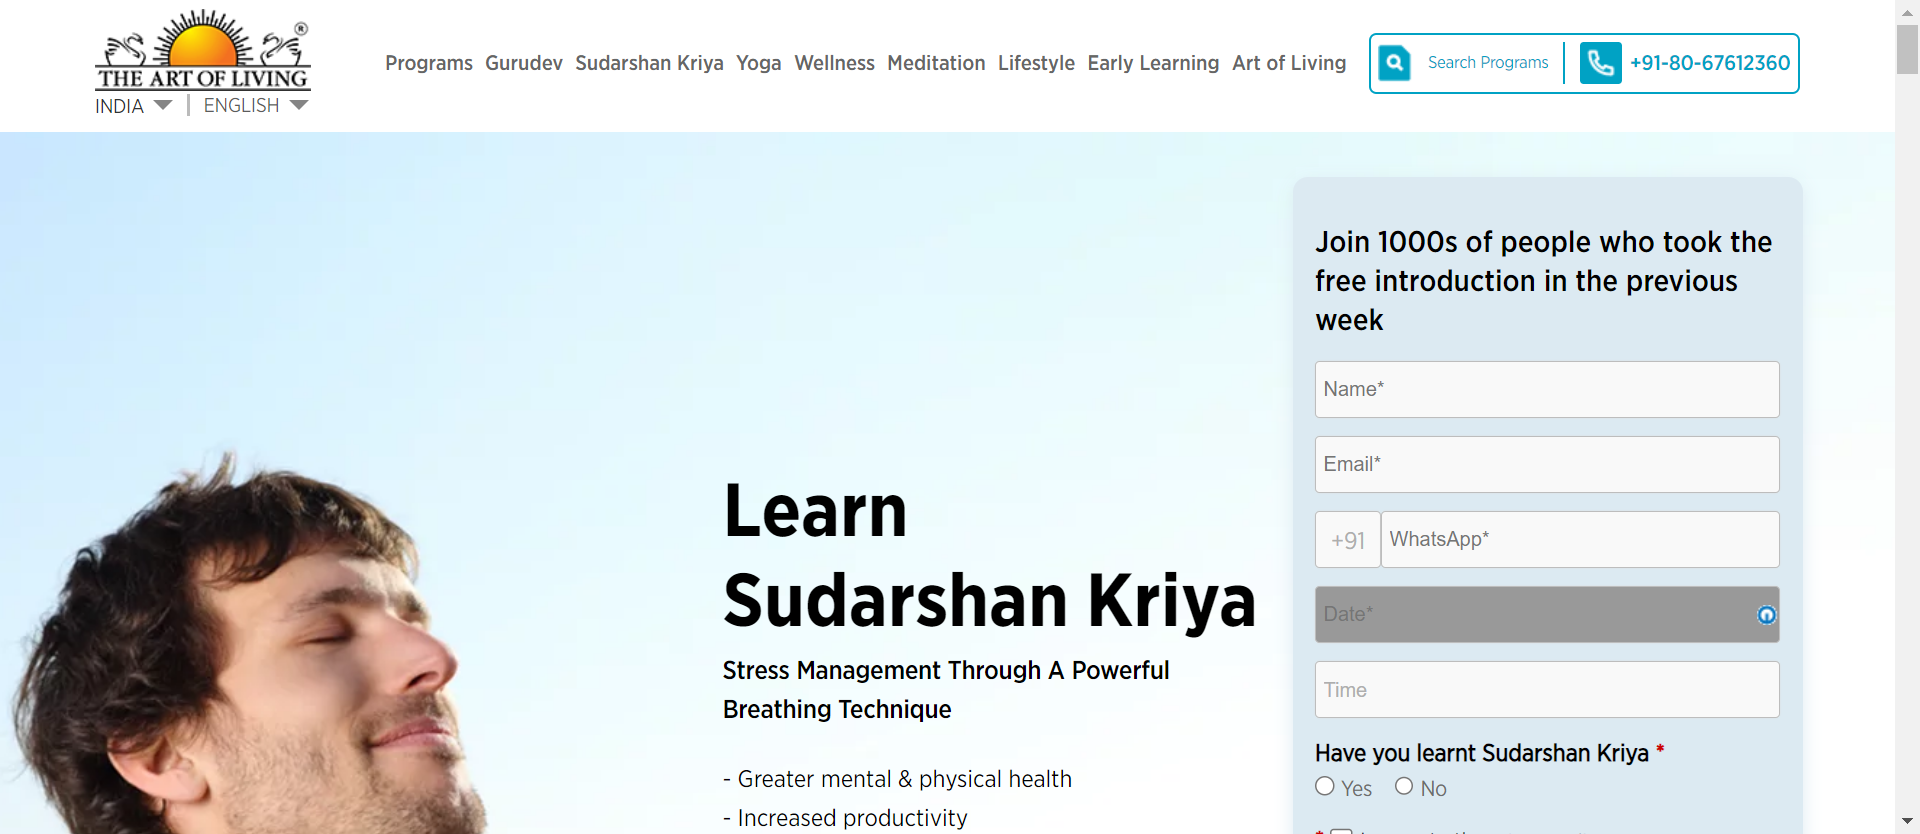 ®
THE ART OF LIVING
INDIA
ENGLISH
Programs Gurudev Sudarshan Kriya Yoga Wellness Meditation Lifestyle Early Learning Art of Living
Search Programs
+91-80-67612360
Learn
Sudarshan Kriya
Stress Management Through A Powerful
Breathing Technique
- Greater mental & physical health
- Increased productivity
Join 1000s of people who took the
free introduction in the previous
week
Name*
Email*
+91 WhatsApp*
Date*
Time
Have you learnt Sudarshan Kriya *
Yes No